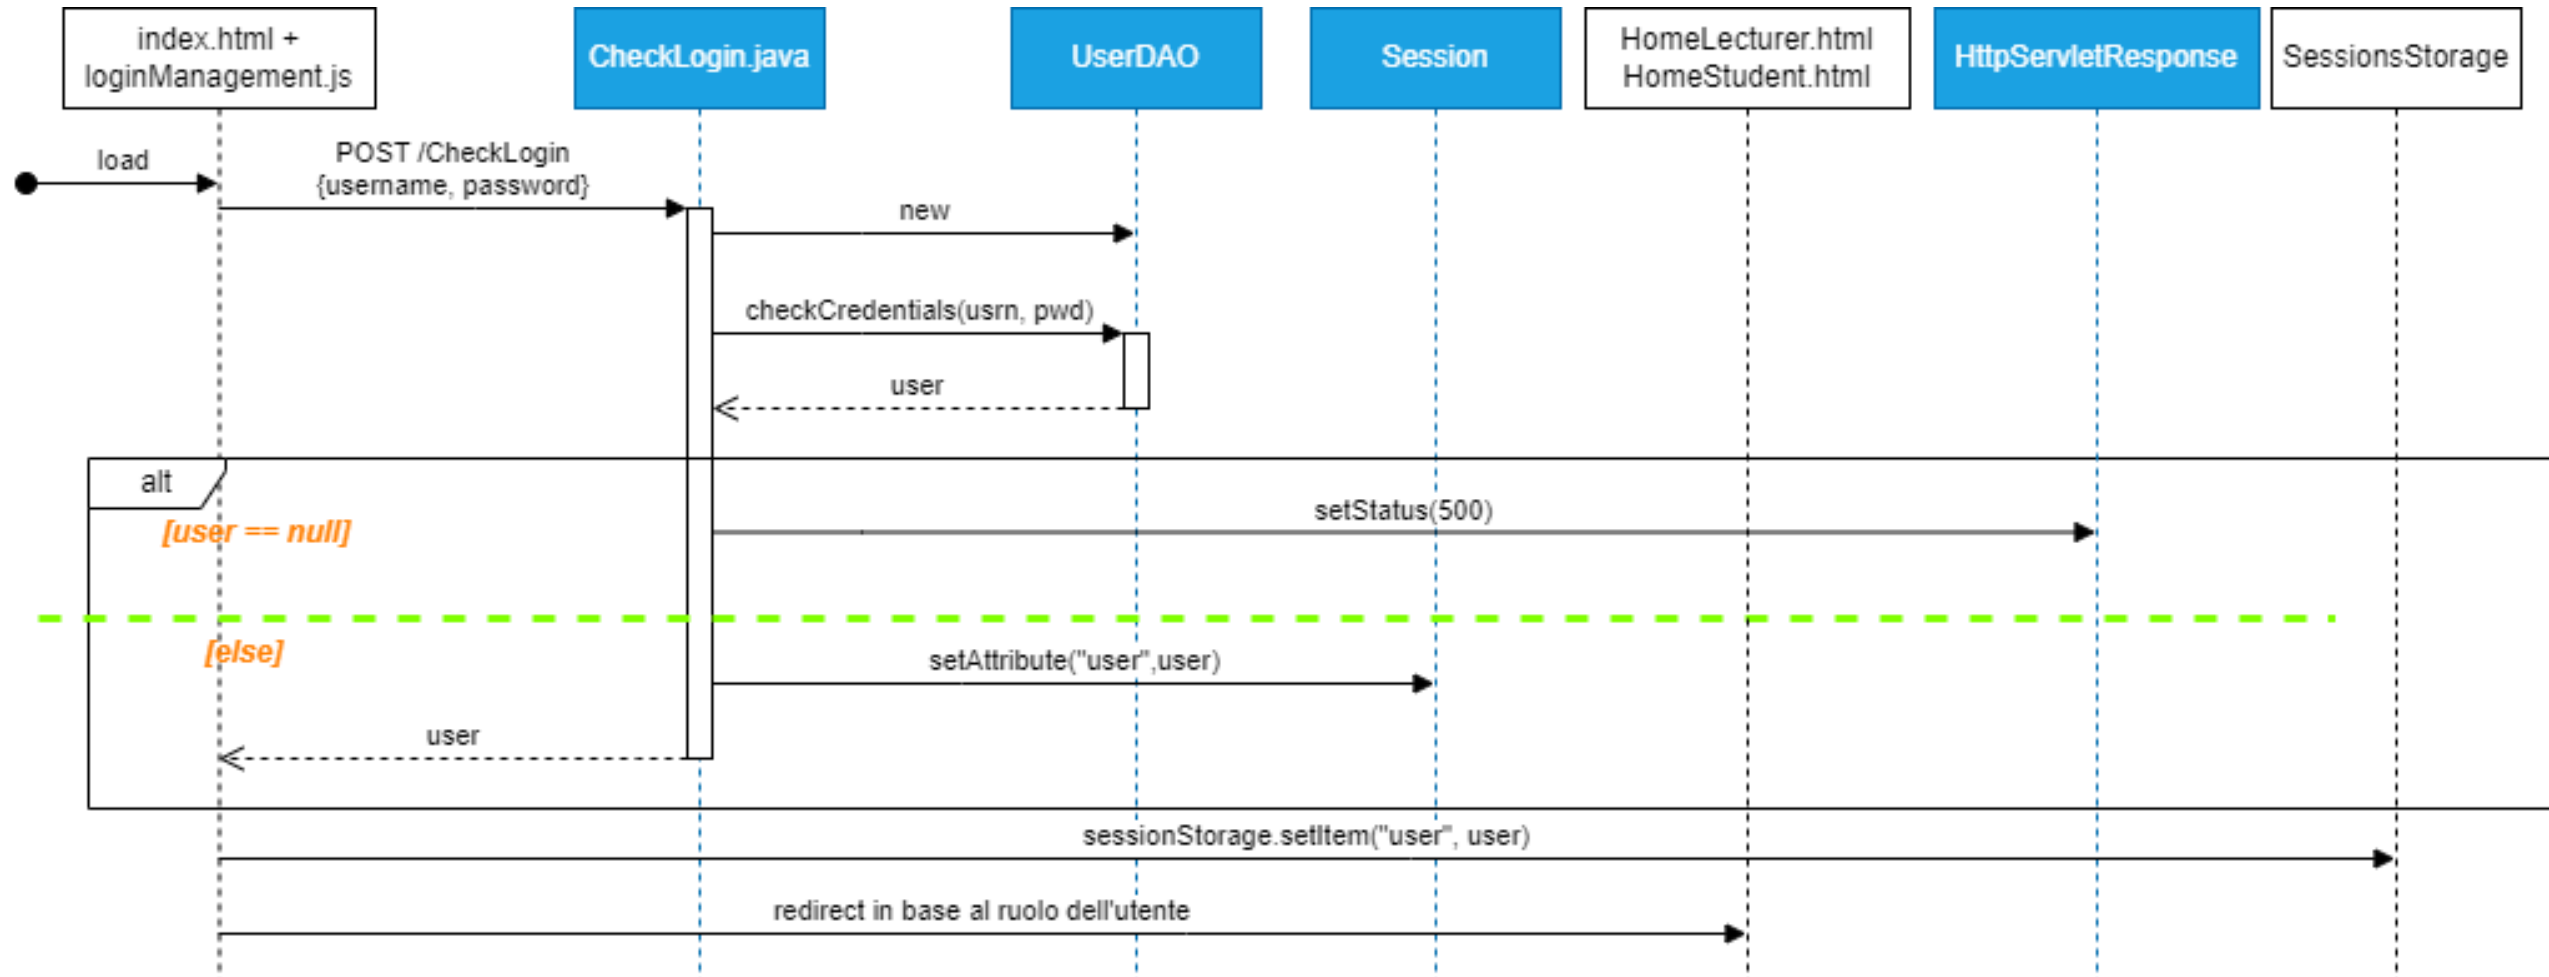 index.html +
loginManagement.js
CheckLogin.java
UserDAO
Session
HomeLecturer.html
HomeStudent.html
HttpServletResponse
SessionsStorage
load
POST /CheckLogin
{username, password}
new
checkCredentials(usrn, pwd)
user
alt
[user == null]
setStatus(500)
[else]
setAttribute("user",user)
user
sessionStorage.setItem("user", user)
redirect in base al ruolo dell'utente